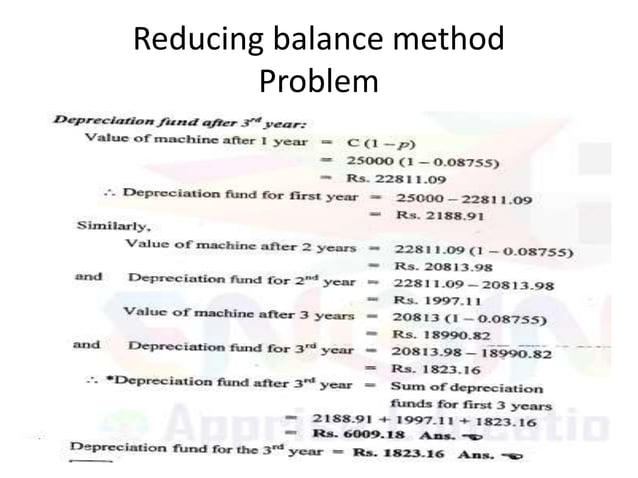 Reducing balance method
Problem
Depreciation fund after 3rd year:
Value of machine after 1 year = C (1 – p)
= 25000 (1 – 0.08755)
= Rs. 22811.09
∴ Depreciation fund for first year = 25000 – 22811.09
= Rs. 2188.91
Similarly,
Value of machine after 2 years = 22811.09 (1 – 0.08755)
= Rs. 20813.98
and Depreciation fund for 2nd year = 22811.09 – 20813.98
= Rs. 1997.11
Value of machine after 3 years = 20813 (1 – 0.08755)
= Rs. 18990.82
and Depreciation fund for 3rd year = 20813.98 – 18990.82
= Rs. 1823.16
∴ *Depreciation fund after 3rd year = Sum of depreciation
funds for first 3 years
= 2188.91 + 1997.11 + 1823.16
= Rs. 6009.18 Ans.
Depreciation fund for the 3rd year = Rs. 1823.16 Ans.